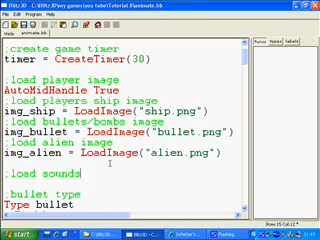 Blitz3D - C:\Blitz3D\my games\you tube\Tutorial I\animate.bb
File Edit Program Help
Help animate.bb
funcs types labels
;create game timer
timer = CreateTimer(30)
;load player image
AutoMidHandle True
;load players ship image
img_ship = LoadImage("ship.png")
;load bullets/bombs image
img_bullet = LoadImage("bullet.png")
;load alien image
img_alien = LoadImage("alien.png")
;load sounds
;bullet type
Type bullet
Row:15 Col:12 *
start